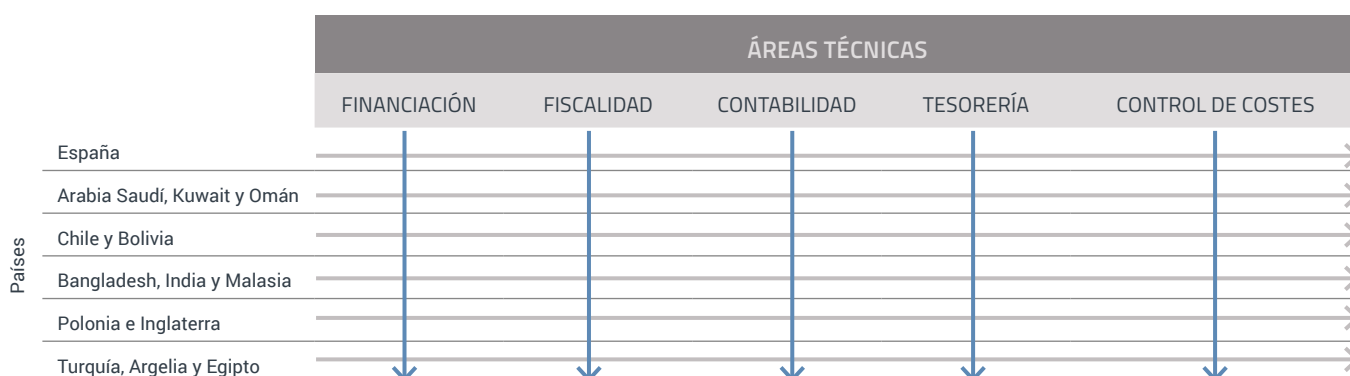 ÁREAS TÉCNICAS
FINANCIACIÓN FISCALIDAD CONTABILIDAD TESORERÍA CONTROL DE COSTES
Países
España
Arabia Saudí, Kuwait y Omán
Chile y Bolivia
Bangladesh, India y Malasia
Polonia e Inglaterra
Turquía, Argelia y Egipto